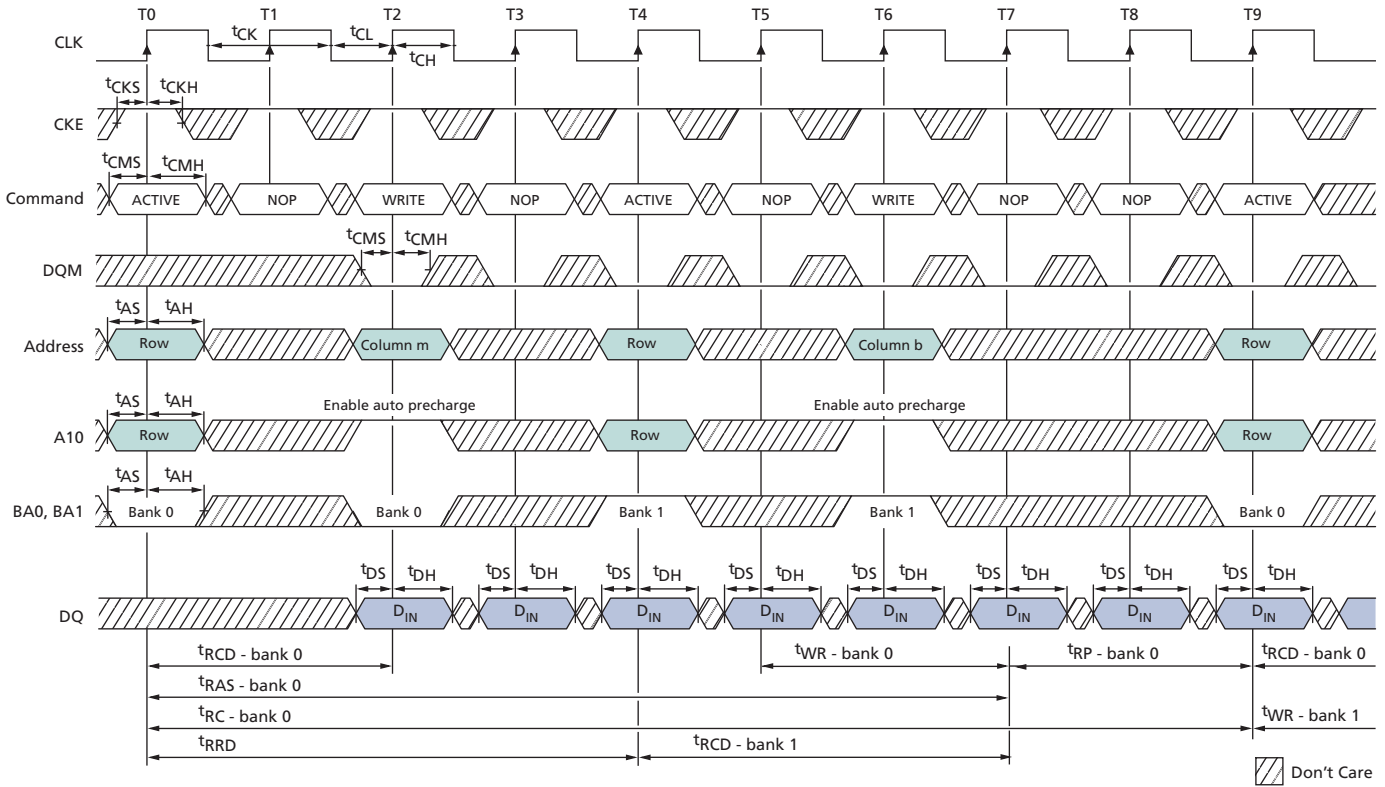 T0 T1 T2 T3 T4 T5 T6 T7 T8 T9
CLK
tCK tCL
tCH
tCKS tCKH
CKE
tCMS tCMH
Command ACTIVE NOP WRITE NOP ACTIVE NOP WRITE NOP NOP ACTIVE
tCMS tCMH
DQM
tAS tAH
Address Row Column m Row Column b Row
tAS tAH Enable auto precharge Enable auto precharge
A10 Row Row Row
tAS tAH
BA0, BA1 Bank 0 Bank 0 Bank 1 Bank 1 Bank 0
tDS tDH tDS tDH tDS tDH tDS tDH tDS tDH tDS tDH tDS tDH tDS tDH
DQ DIN DIN DIN DIN DIN DIN DIN DIN
tRCD - bank 0 tWR - bank 0 tRP - bank 0 tRCD - bank 0
tRAS - bank 0
tRC - bank 0 tWR - bank 1
tRRD tRCD - bank 1
Don't Care